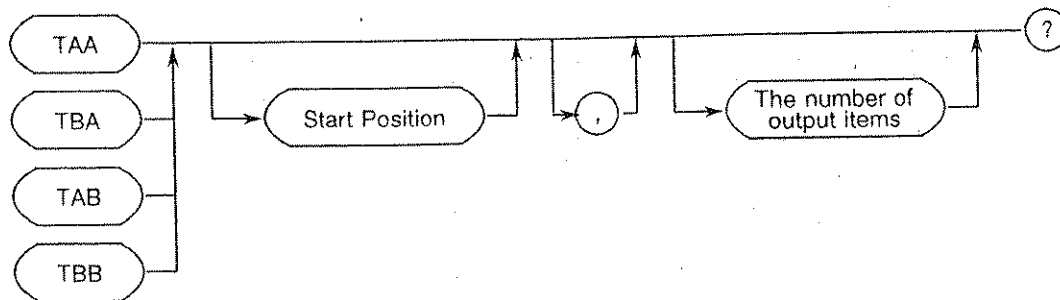 TAA
?
TBA
Start Position
,
The number of
output items
TAB
TBB